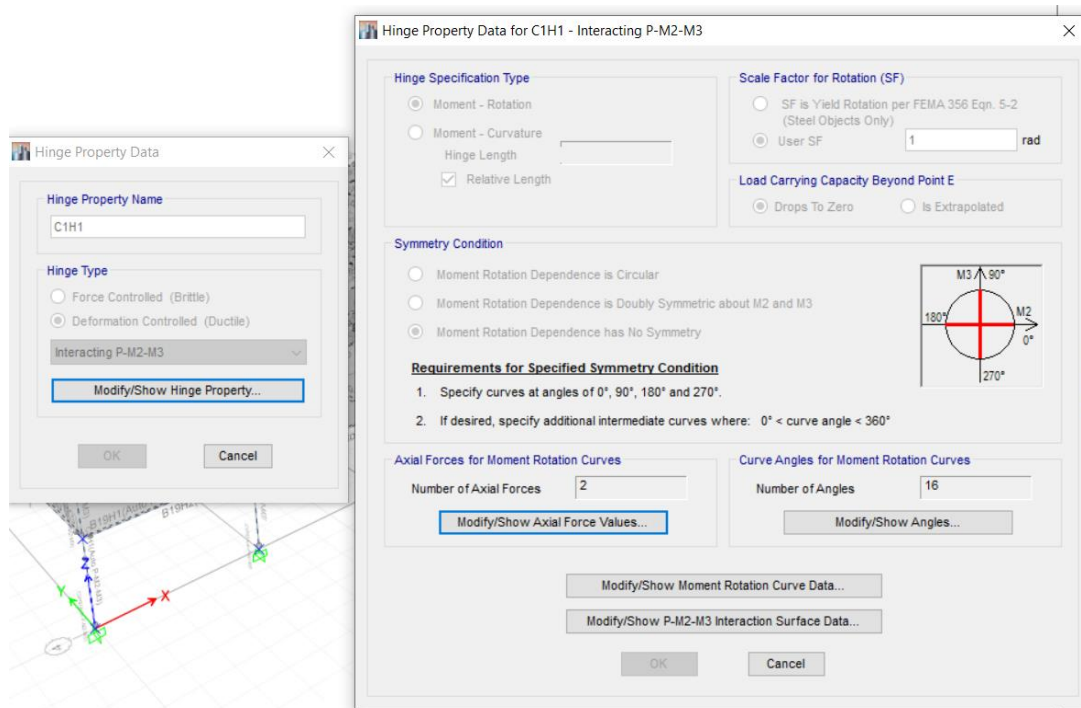 Hinge Property Data for C1H1 - Interacting P-M2-M3
Hinge Specification Type
Moment - Rotation
Moment - Curvature
Hinge Length
Relative Length
Scale Factor for Rotation (SF)
SF is Yield Rotation per FEMA 356 Eqn. 5-2
(Steel Objects Only)
User SF
1
rad
Load Carrying Capacity Beyond Point E
Drops To Zero
Is Extrapolated
Symmetry Condition
Moment Rotation Dependence is Circular
Moment Rotation Dependence is Doubly Symmetric about M2 and M3
Moment Rotation Dependence has No Symmetry
Requirements for Specified Symmetry Condition
1. Specify curves at angles of 0°, 90°, 180° and 270°.
2. If desired, specify additional intermediate curves where: 0° < curve angle < 360°
M3 90°
180°
M2
0°
270°
Axial Forces for Moment Rotation Curves
Number of Axial Forces
2
Modify/Show Axial Force Values...
Curve Angles for Moment Rotation Curves
Number of Angles
16
Modify/Show Angles...
Modify/Show Moment Rotation Curve Data...
Modify/Show P-M2-M3 Interaction Surface Data...
OK
Cancel
Hinge Property Data
Hinge Property Name
C1H1
Hinge Type
Force Controlled (Brittle)
Deformation Controlled (Ductile)
Interacting P-M2-M3
Modify/Show Hinge Property...
OK
Cancel
Z
Y
X